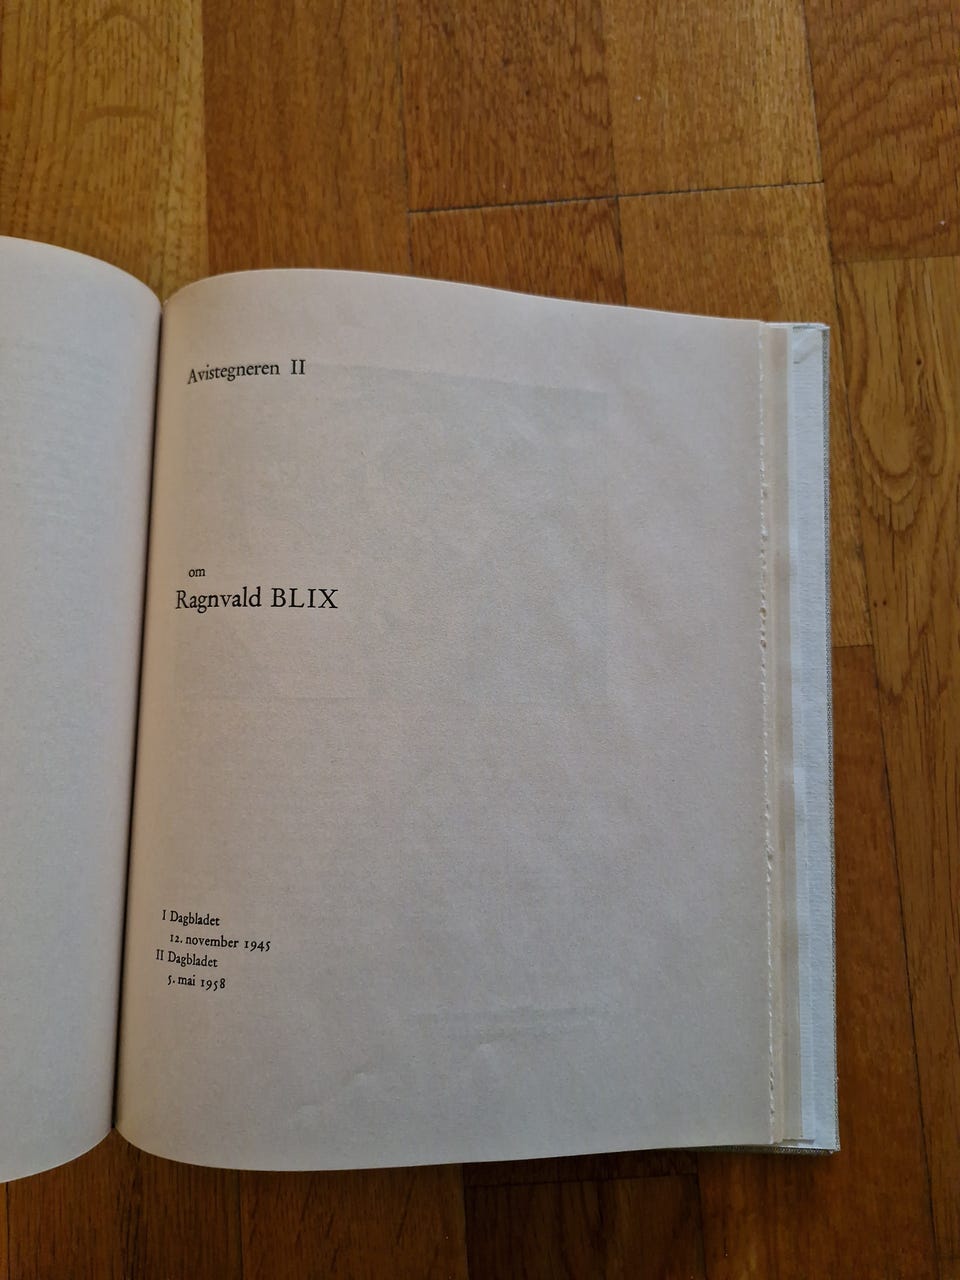 Avistegneren II
om
Ragnvald BLIX
I Dagbladet
12. november 1945
II Dagbladet
5. mai 1958